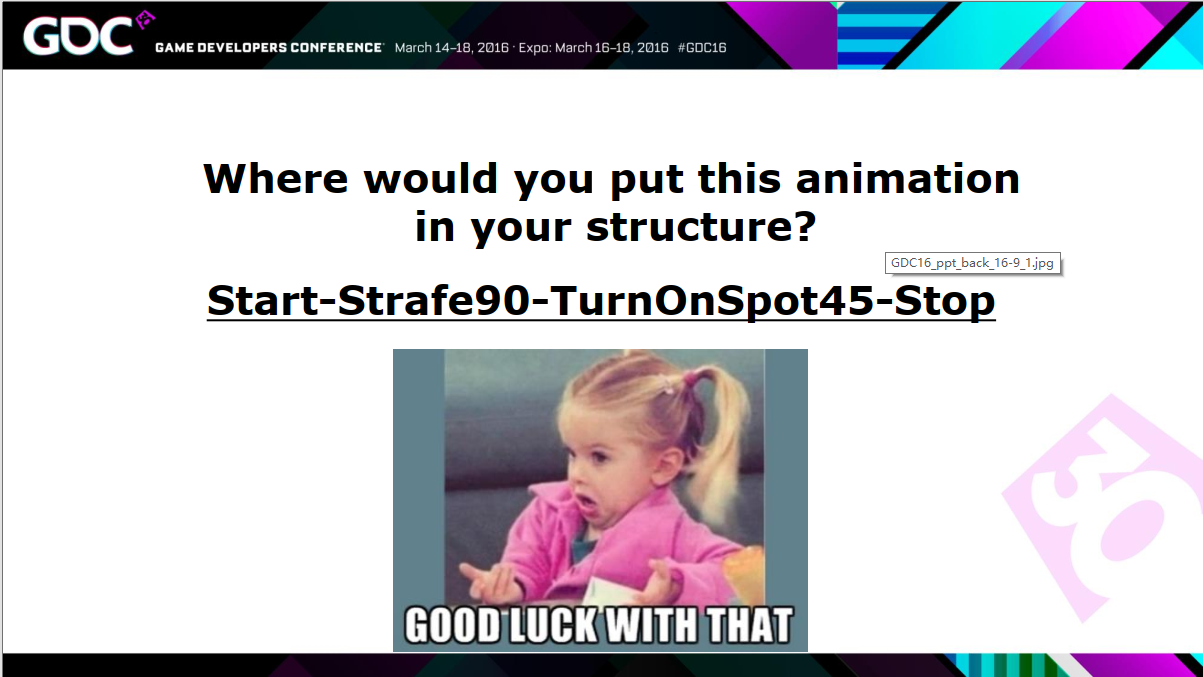 GDC
GAME DEVELOPERS CONFERENCE March 14–18, 2016 · Expo: March 16–18, 2016 #GDC16
Where would you put this animation
in your structure?
GDC16_ppt_back_16-9_1.jpg
Start-Strafe90-TurnOnSpot45-Stop
30
GOOD LUCK WITH THAT